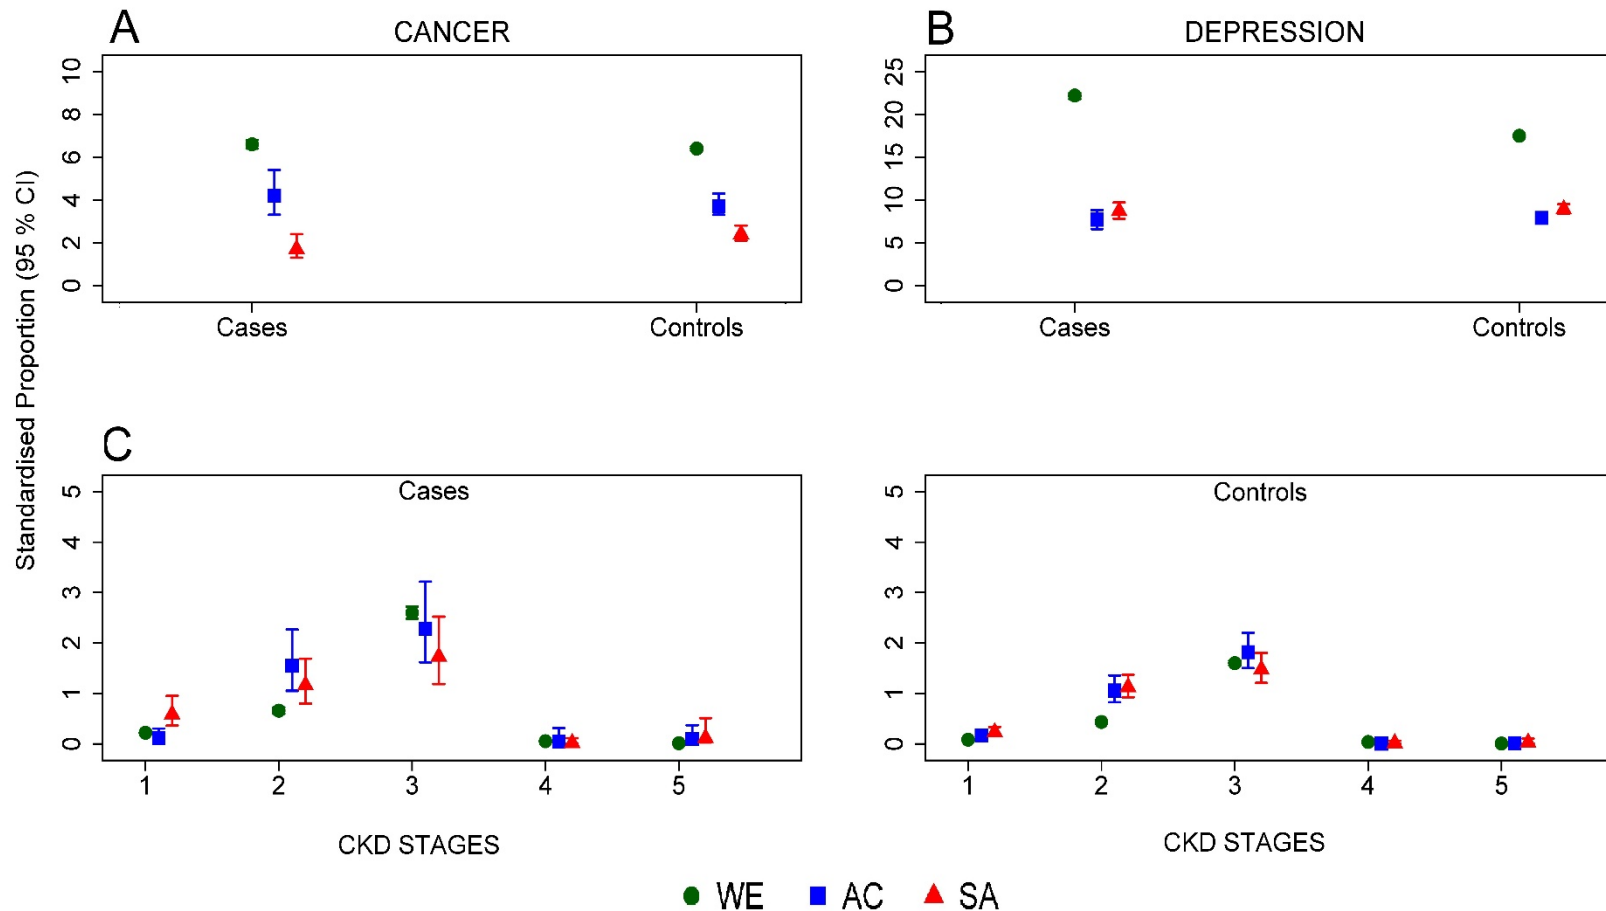 A
CANCER
B
DEPRESSION
Standardised Proportion (95 % CI)
10
8
6
4
2
0
Cases
Controls
25
20
15
10
5
0
Cases
Controls
C
Cases
5
4
3
2
1
0
1 2 3 4 5
CKD STAGES
Controls
5
4
3
2
1
0
1 2 3 4 5
CKD STAGES
WE AC SA